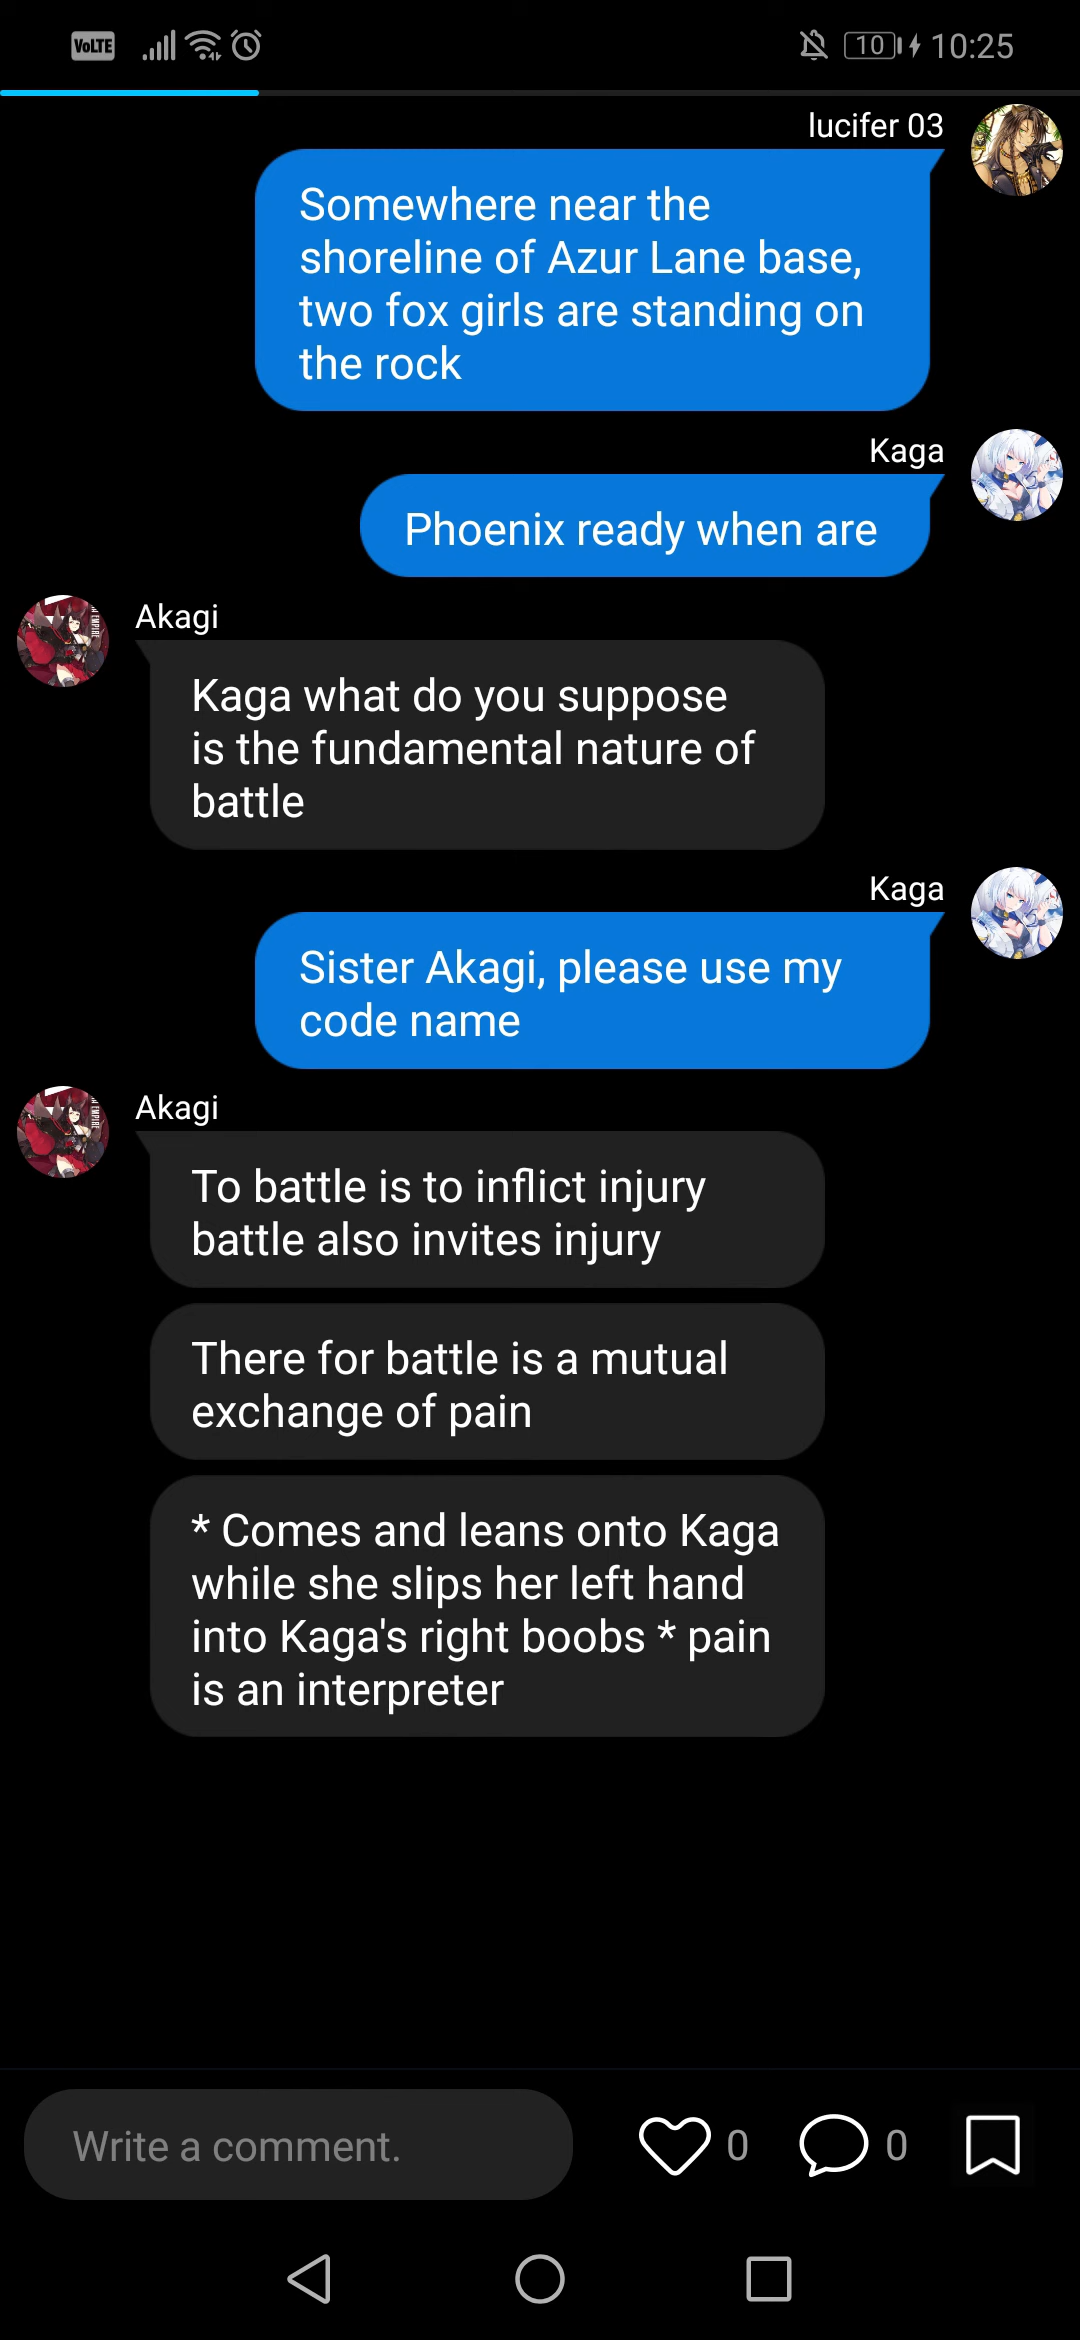 VoLTE 10 10:25
lucifer 03
Somewhere near the
shoreline of Azur Lane base,
two fox girls are standing on
the rock
Kaga
Phoenix ready when are
Akagi
Kaga what do you suppose
is the fundamental nature of
battle
Kaga
Sister Akagi, please use my
code name
Akagi
To battle is to inflict injury
battle also invites injury
There for battle is a mutual
exchange of pain
* Comes and leans onto Kaga
while she slips her left hand
into Kaga's right boobs * pain
is an interpreter
Write a comment. 0 0